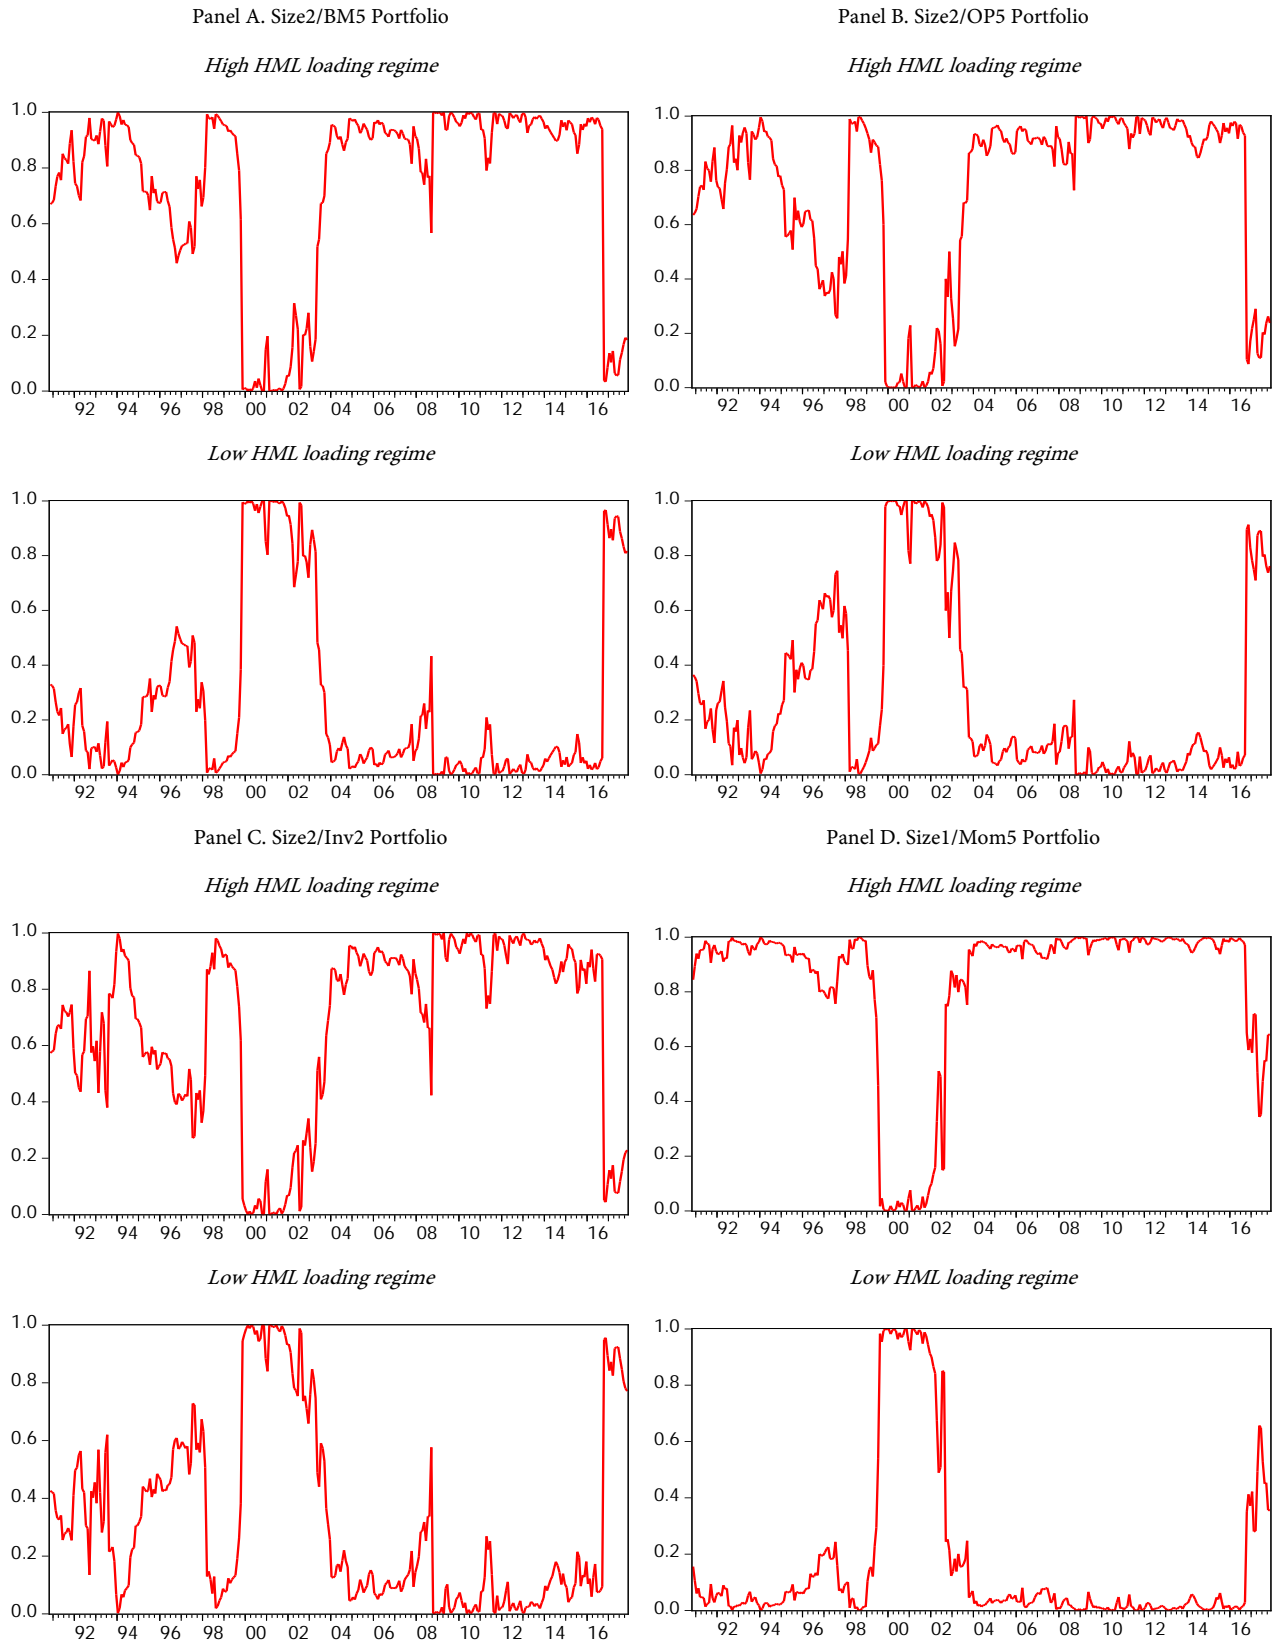 Panel A. Size2/BM5 Portfolio
High HML loading regime
1.0
0.8
0.6
0.4
0.2
0.0
92 94 96 98 00 02 04 06 08 10 12 14 16
Low HML loading regime
1.0
0.8
0.6
0.4
0.2
0.0
92 94 96 98 00 02 04 06 08 10 12 14 16
Panel B. Size2/OP5 Portfolio
High HML loading regime
1.0
0.8
0.6
0.4
0.2
0.0
92 94 96 98 00 02 04 06 08 10 12 14 16
Low HML loading regime
1.0
0.8
0.6
0.4
0.2
0.0
92 94 96 98 00 02 04 06 08 10 12 14 16
Panel C. Size2/Inv2 Portfolio
High HML loading regime
1.0
0.8
0.6
0.4
0.2
0.0
92 94 96 98 00 02 04 06 08 10 12 14 16
Low HML loading regime
1.0
0.8
0.6
0.4
0.2
0.0
92 94 96 98 00 02 04 06 08 10 12 14 16
Panel D. Size1/Mom5 Portfolio
High HML loading regime
1.0
0.8
0.6
0.4
0.2
0.0
92 94 96 98 00 02 04 06 08 10 12 14 16
Low HML loading regime
1.0
0.8
0.6
0.4
0.2
0.0
92 94 96 98 00 02 04 06 08 10 12 14 16